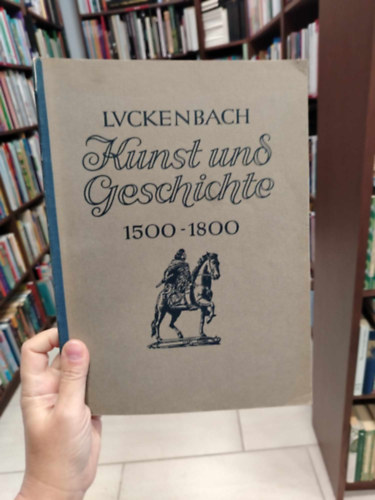 LVCKENBACH
Kunst und
Geschichte
1500-1800